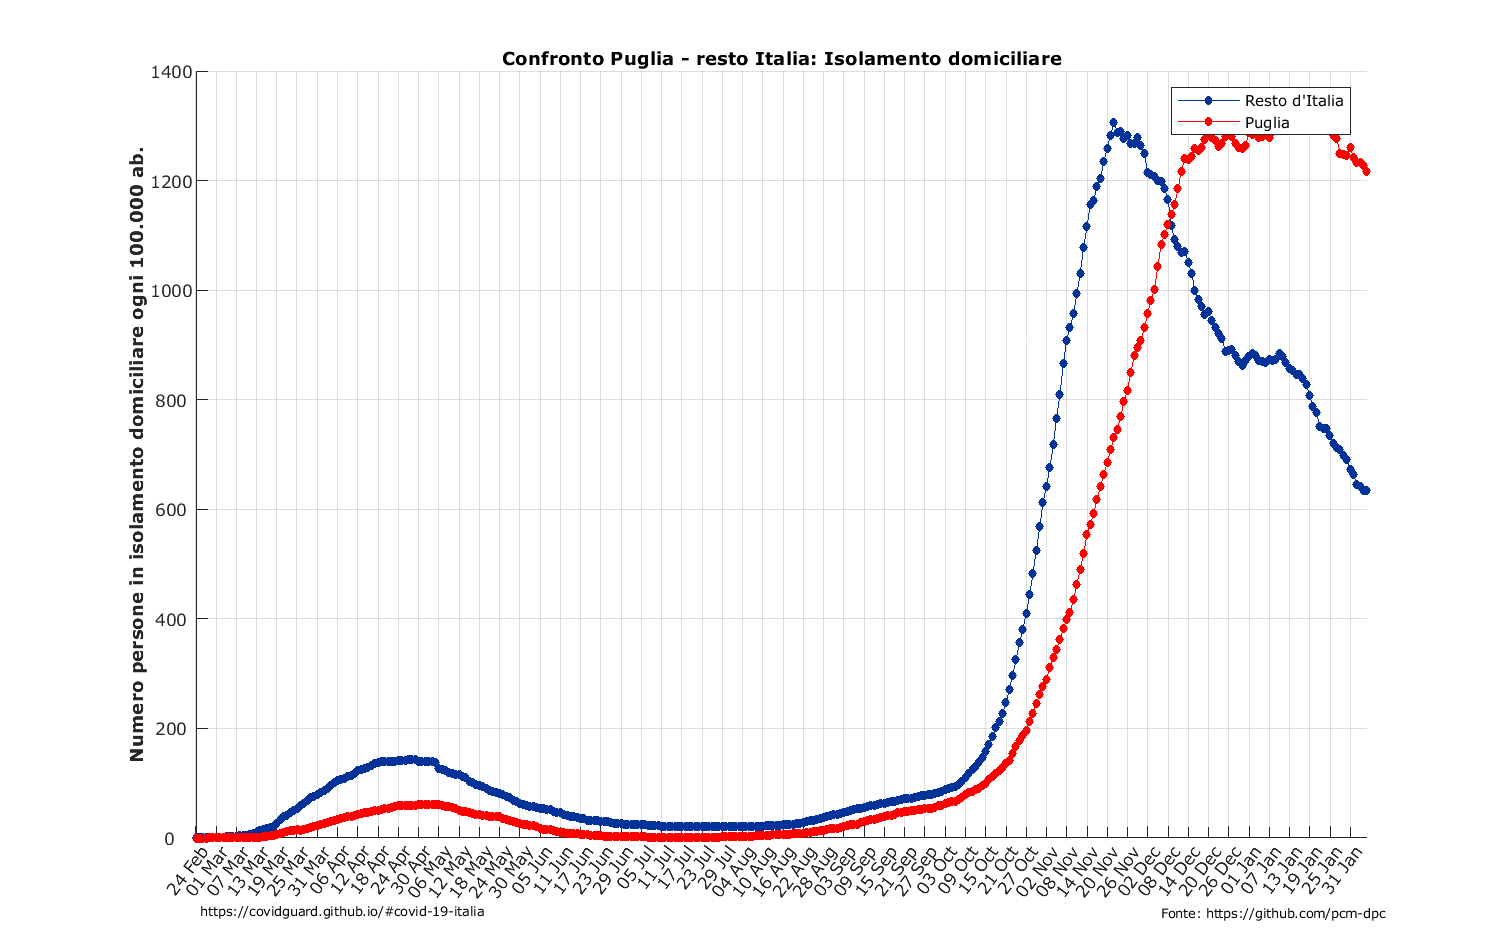 Confronto Puglia - resto Italia: Isolamento domiciliare
Numero persone in isolamento domiciliare ogni 100.000 ab.
1400
1200
1000
800
600
400
200
0
Resto d'Italia
Puglia
24 Feb
01 Mar
07 Mar
13 Mar
19 Mar
25 Mar
31 Mar
06 Apr
12 Apr
18 Apr
24 Apr
30 Apr
06 May
12 May
18 May
24 May
30 May
05 Jun
11 Jun
17 Jun
23 Jun
29 Jun
05 Jul
11 Jul
17 Jul
23 Jul
29 Jul
04 Aug
10 Aug
16 Aug
22 Aug
28 Aug
03 Sep
09 Sep
15 Sep
21 Sep
27 Sep
03 Oct
09 Oct
15 Oct
21 Oct
27 Oct
02 Nov
08 Nov
14 Nov
20 Nov
26 Nov
02 Dec
08 Dec
14 Dec
20 Dec
26 Dec
01 Jan
07 Jan
13 Jan
19 Jan
25 Jan
31 Jan
https://covidguard.github.io/#covid-19-italia
Fonte: https://github.com/pcm-dpc